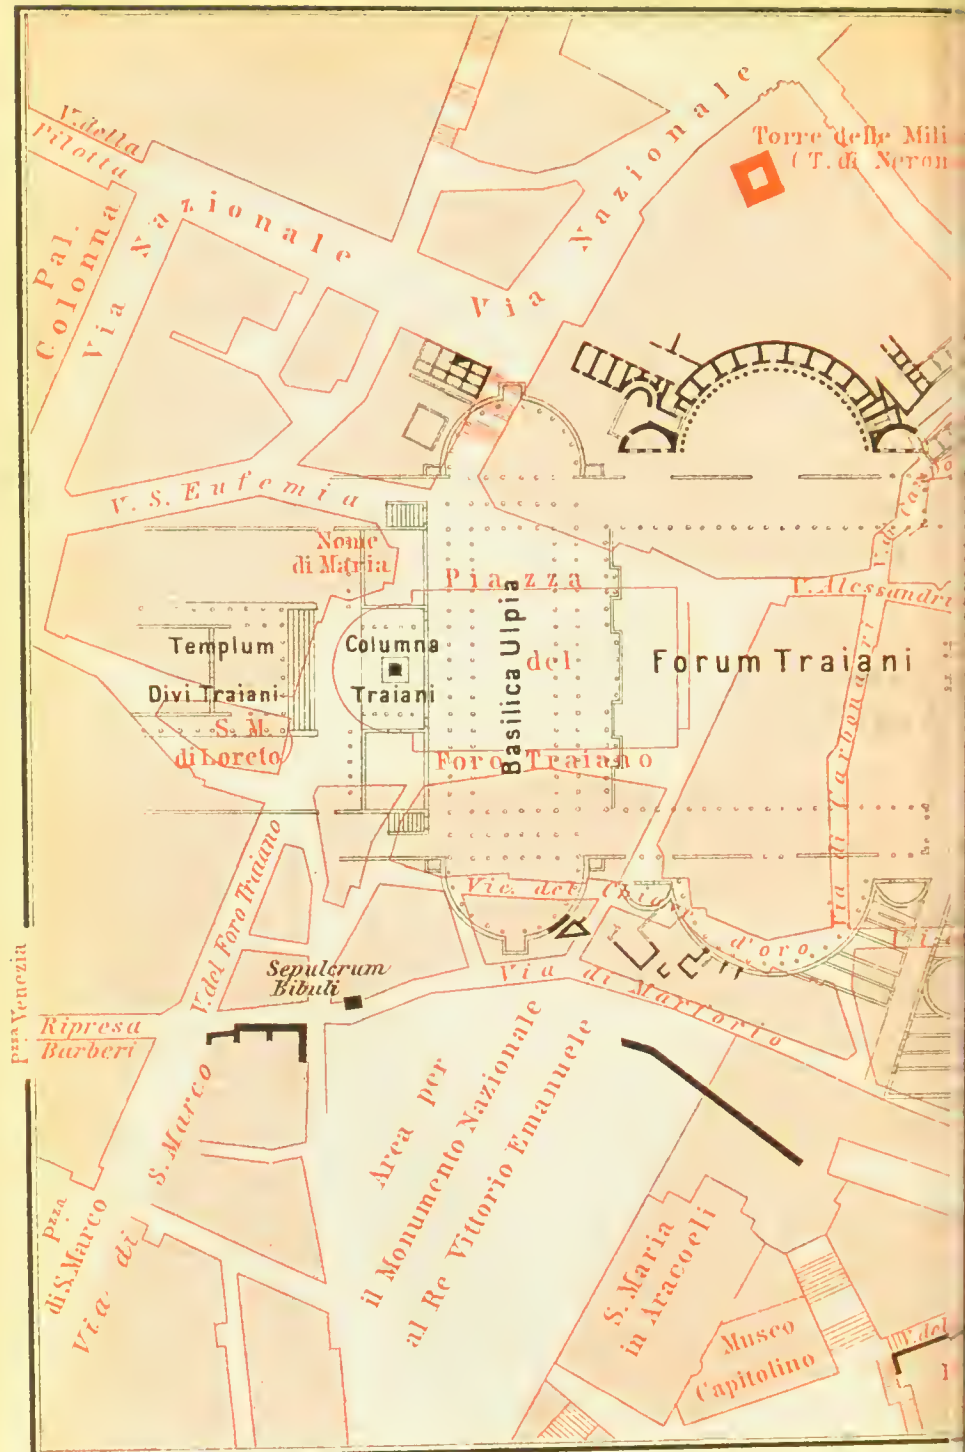 V. della
Pilotta
Pal.
Colonna
Via Nazionale
Via Nazionale
Torre delle Mili
(T. di Neron
V. S. Eufemia
Nome
di Maria
Piazza
del
Foro Traiano
Basilica Ulpia
Columna
Traiani
Templum
Divi Traiani
S. M.
di Loreto
Forum Traiani
V. Alessandri
Via di Carbonari
V. del Foro Traiano
Vic. del Chiavi
d'oro
Via di Marforio
Sepulcrum
Bibuli
Pzza Venezia
Ripresa
Barberi
Via di S. Marco
Pzza
di S. Marco
Area per
il Monumento Nazionale
al Re Vittorio Emanuele
S. Maria
in Aracoeli
Museo
Capitolino
V. del